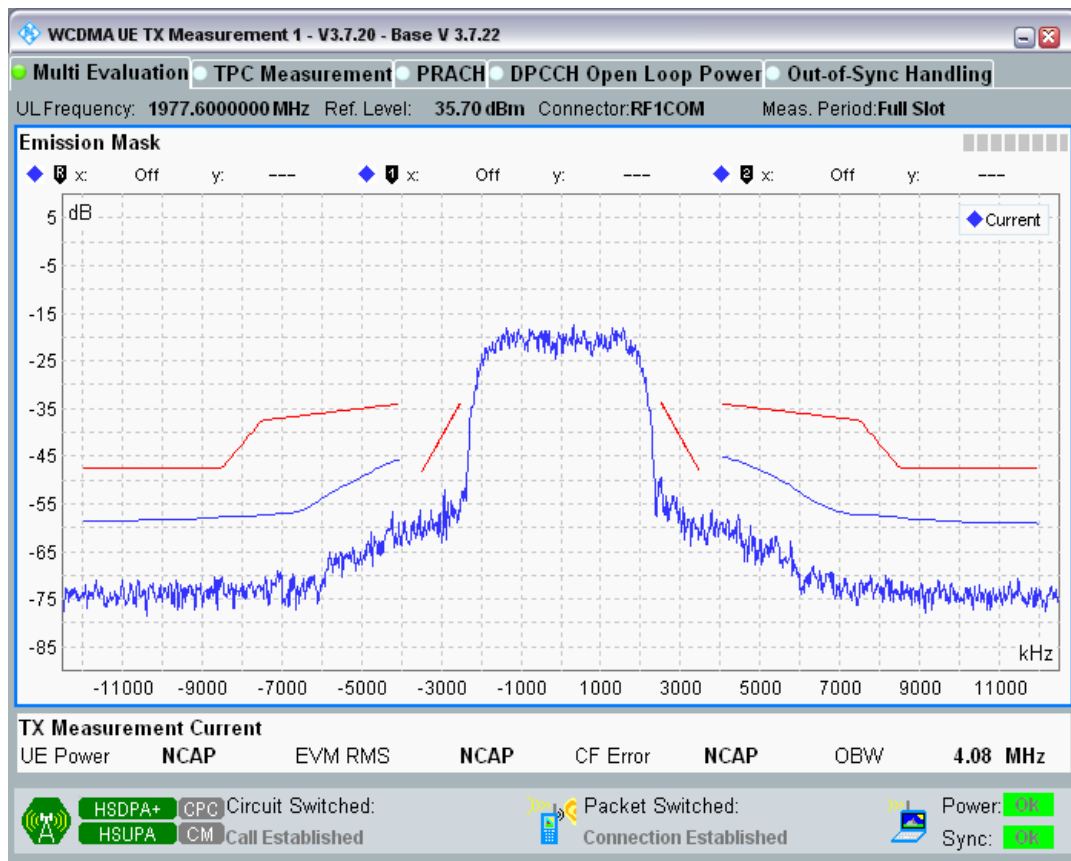 WCDMA UE TX Measurement 1 - V3.7.20 - Base V 3.7.22
Multi Evaluation TPC Measurement PRACH DPCCH Open Loop Power Out-of-Sync Handling
UL Frequency: 1977.6000000 MHz Ref. Level: 35.70 dBm Connector:RF1COM Meas. Period:Full Slot
Emission Mask
R x: Off y: --- 1 x: Off y: --- 2 x: Off y: ---
dB
Current
5
-5
-15
-25
-35
-45
-55
-65
-75
-85
kHz
-11000 -9000 -7000 -5000 -3000 -1000 1000 3000 5000 7000 9000 11000
TX Measurement Current
UE Power NCAP EVM RMS NCAP CF Error NCAP OBW 4.08 MHz
HSDPA+ CPC Circuit Switched: Packet Switched: Power: OK
HSUPA CM Call Established Connection Established Sync: OK